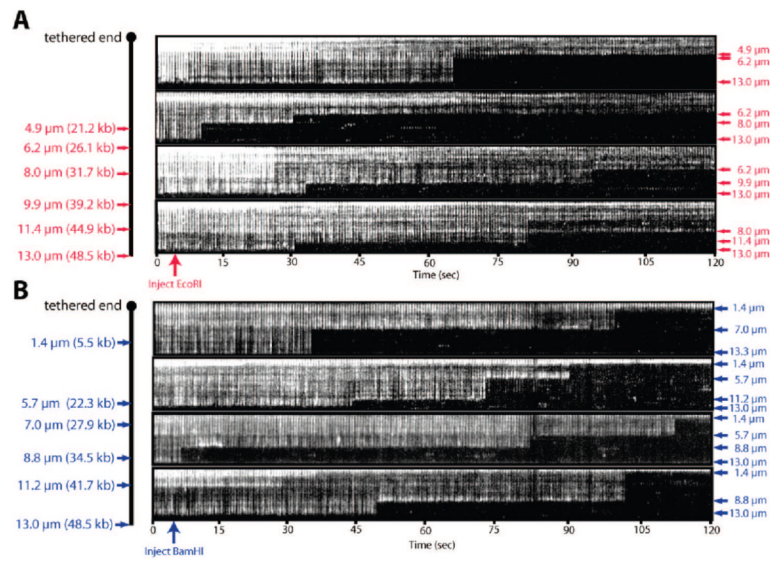 A
tethered end
4.9 μm (21.2 kb)
6.2 μm (26.1 kb)
8.0 μm (31.7 kb)
9.9 μm (39.2 kb)
11.4 μm (44.9 kb)
13.0 μm (48.5 kb)
4.9 μm
6.2 μm
13.0 μm
6.2 μm
8.0 μm
13.0 μm
6.2 μm
9.9 μm
13.0 μm
8.0 μm
11.4 μm
13.0 μm
0 15 30 45 60 75 90 105 120
Time (sec)
Inject EcoRI
B
tethered end
1.4 μm (5.5 kb)
5.7 μm (22.3 kb)
7.0 μm (27.9 kb)
8.8 μm (34.5 kb)
11.2 μm (41.7 kb)
13.0 μm (48.5 kb)
1.4 μm
7.0 μm
13.3 μm
1.4 μm
5.7 μm
11.2 μm
13.0 μm
1.4 μm
5.7 μm
8.8 μm
13.0 μm
1.4 μm
8.8 μm
13.0 μm
0 15 30 45 60 75 90 105 120
Time (sec)
Inject BamHI